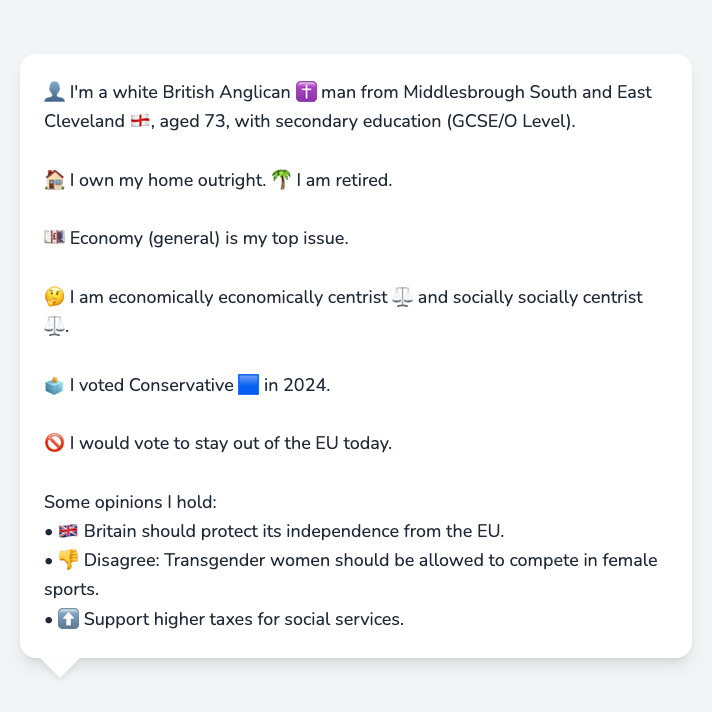 👤 I'm a white British Anglican ✝️ man from Middlesbrough South and East
Cleveland 🏴󠁧󠁢󠁥󠁮󠁧󠁿, aged 73, with secondary education (GCSE/O Level).
🏠 I own my home outright. 🌴 I am retired.
💷 Economy (general) is my top issue.
🤔 I am economically economically centrist ⚖️ and socially socially centrist
⚖️.
🗳️ I voted Conservative 🟦 in 2024.
🚫 I would vote to stay out of the EU today.
Some opinions I hold:
• 🇬🇧 Britain should protect its independence from the EU.
• 👎 Disagree: Transgender women should be allowed to compete in female
sports.
• ⬆️ Support higher taxes for social services.